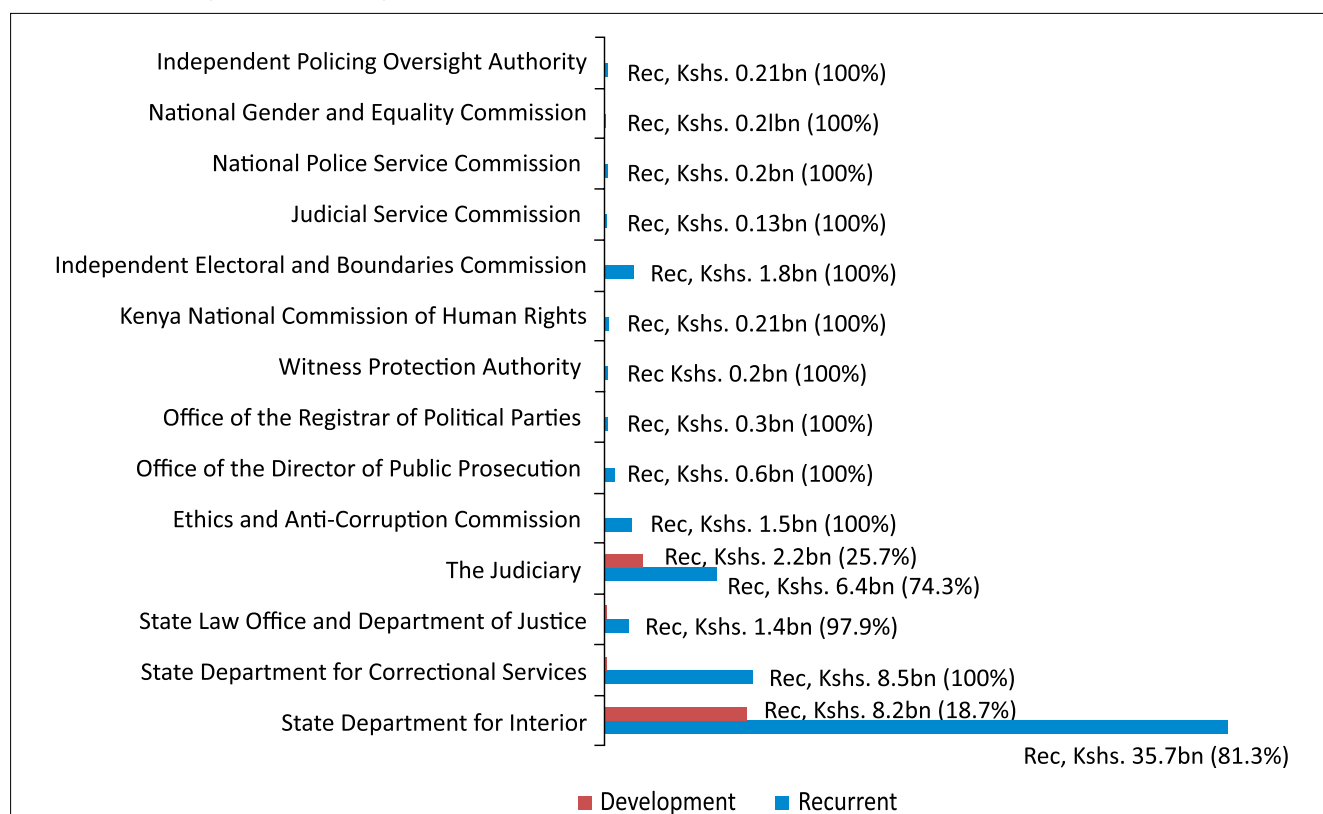 Independent Policing Oversight Authority Rec, Kshs. 0.21bn (100%)
National Gender and Equality Commission Rec, Kshs. 0.2lbn (100%)
National Police Service Commission Rec, Kshs. 0.2bn (100%)
Judicial Service Commission Rec, Kshs. 0.13bn (100%)
Independent Electoral and Boundaries Commission Rec, Kshs. 1.8bn (100%)
Kenya National Commission of Human Rights Rec, Kshs. 0.21bn (100%)
Witness Protection Authority Rec Kshs. 0.2bn (100%)
Office of the Registrar of Political Parties Rec, Kshs. 0.3bn (100%)
Office of the Director of Public Prosecution Rec, Kshs. 0.6bn (100%)
Ethics and Anti-Corruption Commission Rec, Kshs. 1.5bn (100%)
Rec, Kshs. 2.2bn (25.7%)
The Judiciary Rec, Kshs. 6.4bn (74.3%)
State Law Office and Department of Justice Rec, Kshs. 1.4bn (97.9%)
State Department for Correctional Services Rec, Kshs. 8.5bn (100%)
Rec, Kshs. 8.2bn (18.7%)
State Department for Interior
Rec, Kshs. 35.7bn (81.3%)
Development Recurrent